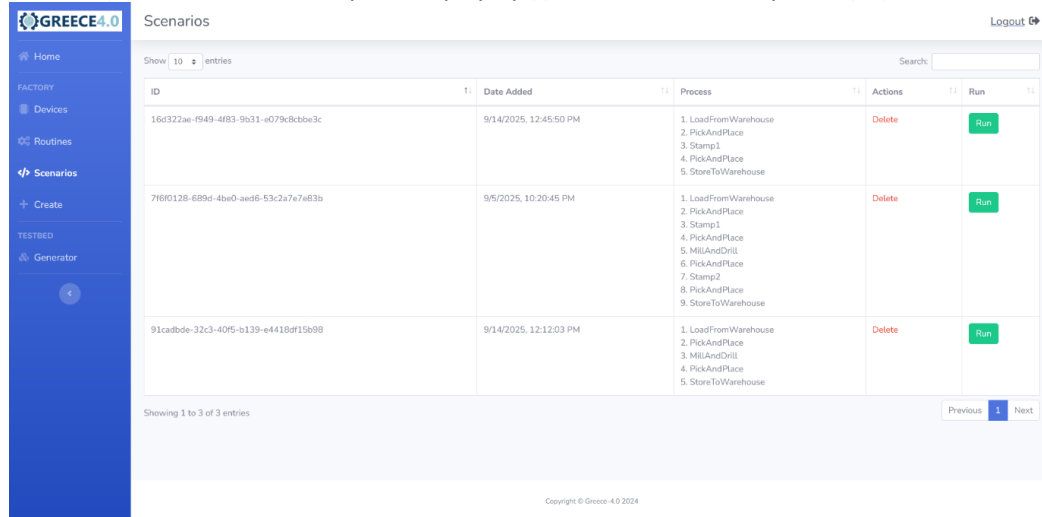 GREECE4.0
Scenarios
Logout
Home
Show 10 entries
Search:
FACTORY
Devices
Routines
Scenarios
Create
TESTBED
Generator
ID Date Added Process Actions Run
16d322ae-f949-4f83-9b31-e079c8cbbe3c 9/14/2025, 12:45:50 PM 1. LoadFromWarehouse Delete Run
2. PickAndPlace
3. Stamp1
4. PickAndPlace
5. StoreToWarehouse
7f6f0128-689d-4be0-aed6-53c2a7e7e83b 9/5/2025, 10:20:45 PM 1. LoadFromWarehouse Delete Run
2. PickAndPlace
3. Stamp1
4. PickAndPlace
5. MillAndDrill
6. PickAndPlace
7. Stamp2
8. PickAndPlace
9. StoreToWarehouse
91cadbde-32c3-40f5-b139-e4418df15b98 9/14/2025, 12:12:03 PM 1. LoadFromWarehouse Delete Run
2. PickAndPlace
3. MillAndDrill
4. PickAndPlace
5. StoreToWarehouse
Showing 1 to 3 of 3 entries
Previous 1 Next
Copyright © Greece-4.0 2024